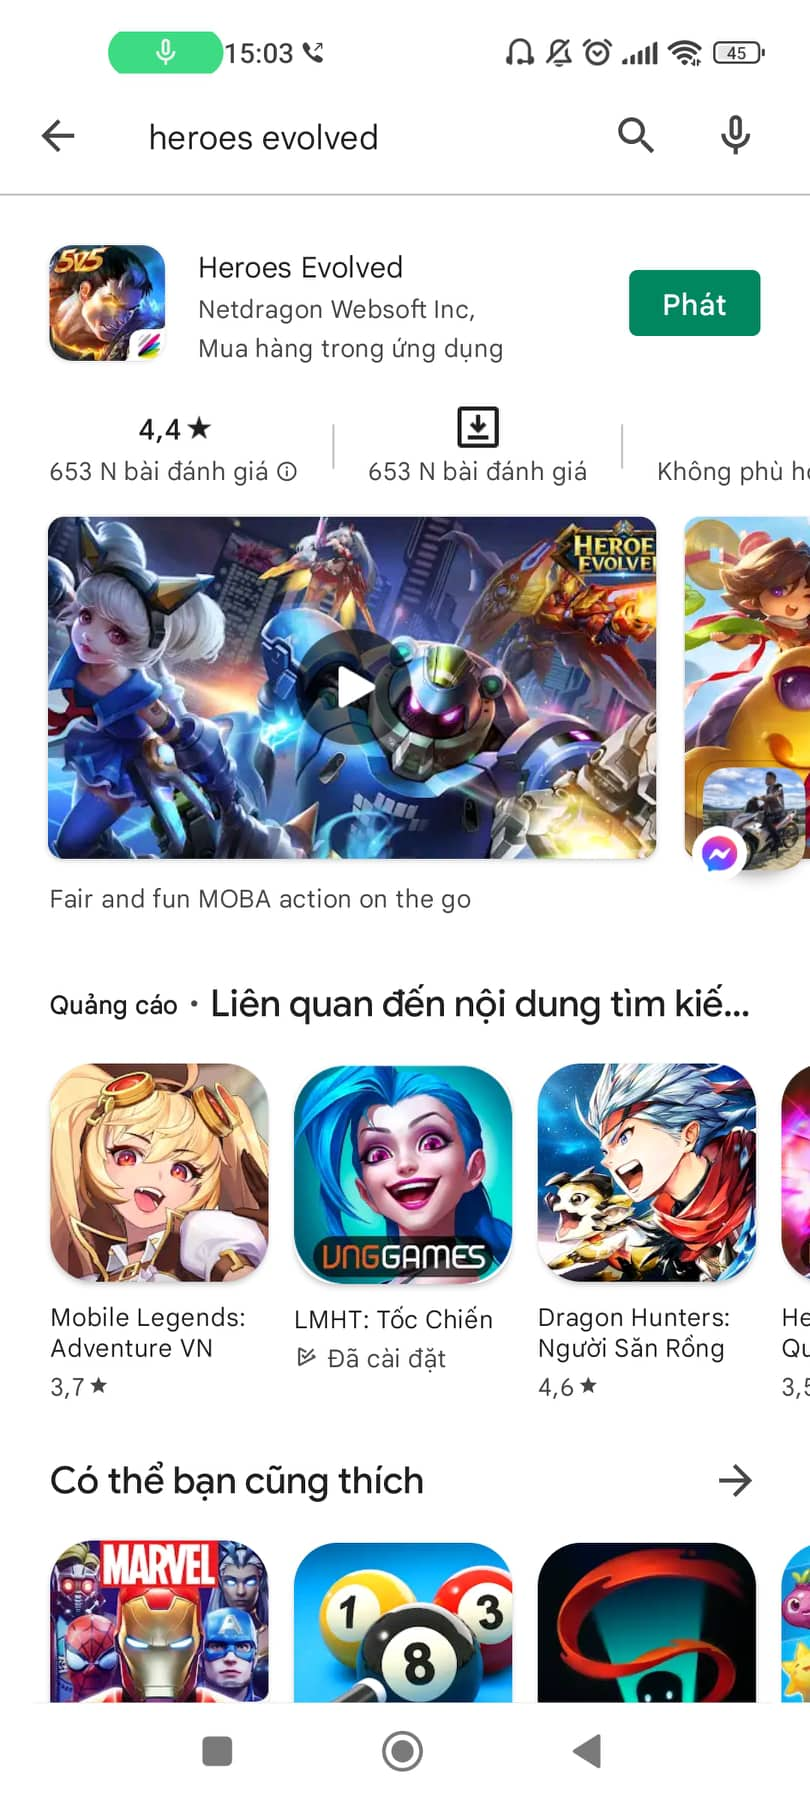 15:03
45
heroes evolved
5v5
Heroes Evolved
Netdragon Websoft Inc,
Mua hàng trong ứng dụng
Phát
4,4 ★
653 N bài đánh giá
653 N bài đánh giá
Không phù
HEROE
EVOLVE
Fair and fun MOBA action on the go
Quảng cáo • Liên quan đến nội dung tìm kiế...
VNGGAMES
Mobile Legends:
Adventure VN
3,7 ★
LMHT: Tốc Chiến
Đã cài đặt
Dragon Hunters:
Người Săn Rồng
4,6 ★
He
Qu
3,5
Có thể bạn cũng thích
MARVEL
1
3
8